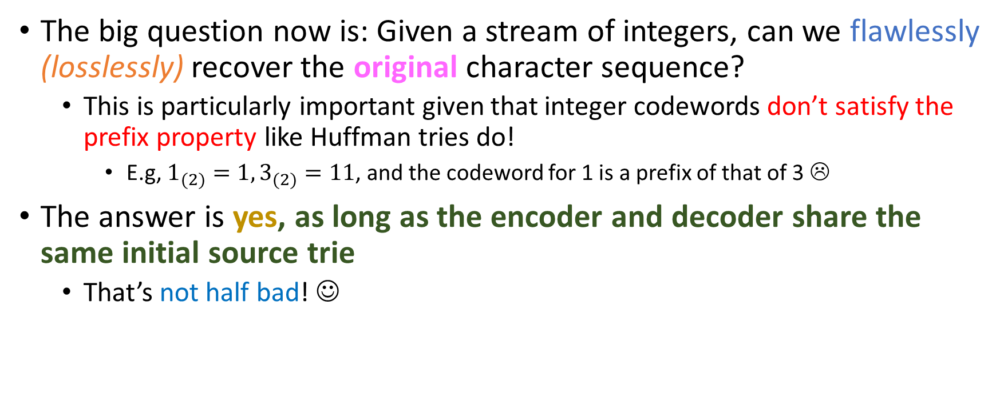 • The big question now is: Given a stream of integers, can we flawlessly
(losslessly) recover the original character sequence?
• This is particularly important given that integer codewords don’t satisfy the
prefix property like Huffman tries do!
• E.g, 1₍₂₎ = 1, 3₍₂₎ = 11, and the codeword for 1 is a prefix of that of 3 ☹
• The answer is yes, as long as the encoder and decoder share the
same initial source trie
• That’s not half bad! ☺